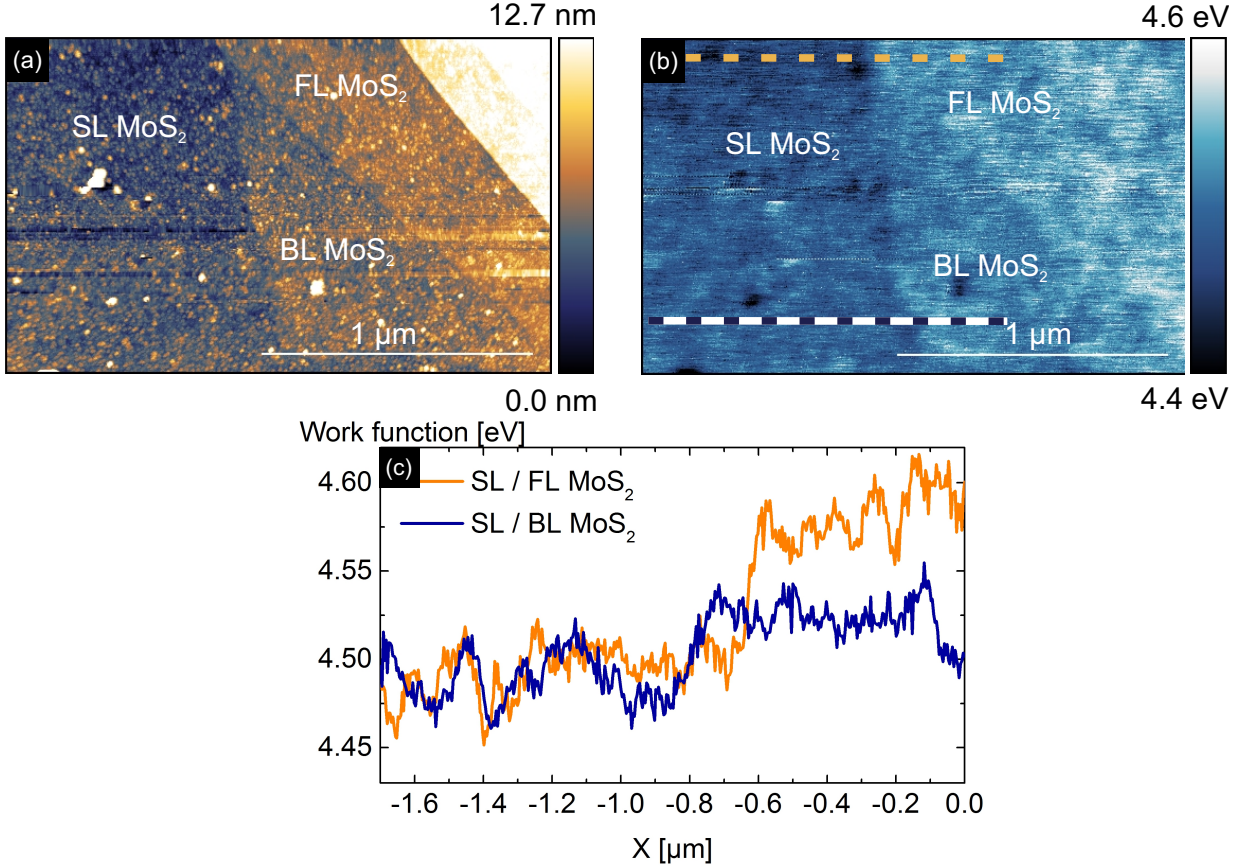 12.7 nm
(a)
FL MoS₂
SL MoS₂
BL MoS₂
1 µm
0.0 nm
4.6 eV
(b)
FL MoS₂
SL MoS₂
BL MoS₂
1 µm
4.4 eV
Work function [eV]
(c)
SL / FL MoS₂
SL / BL MoS₂
4.60
4.55
4.50
4.45
-1.6 -1.4 -1.2 -1.0 -0.8 -0.6 -0.4 -0.2 0.0
X [µm]